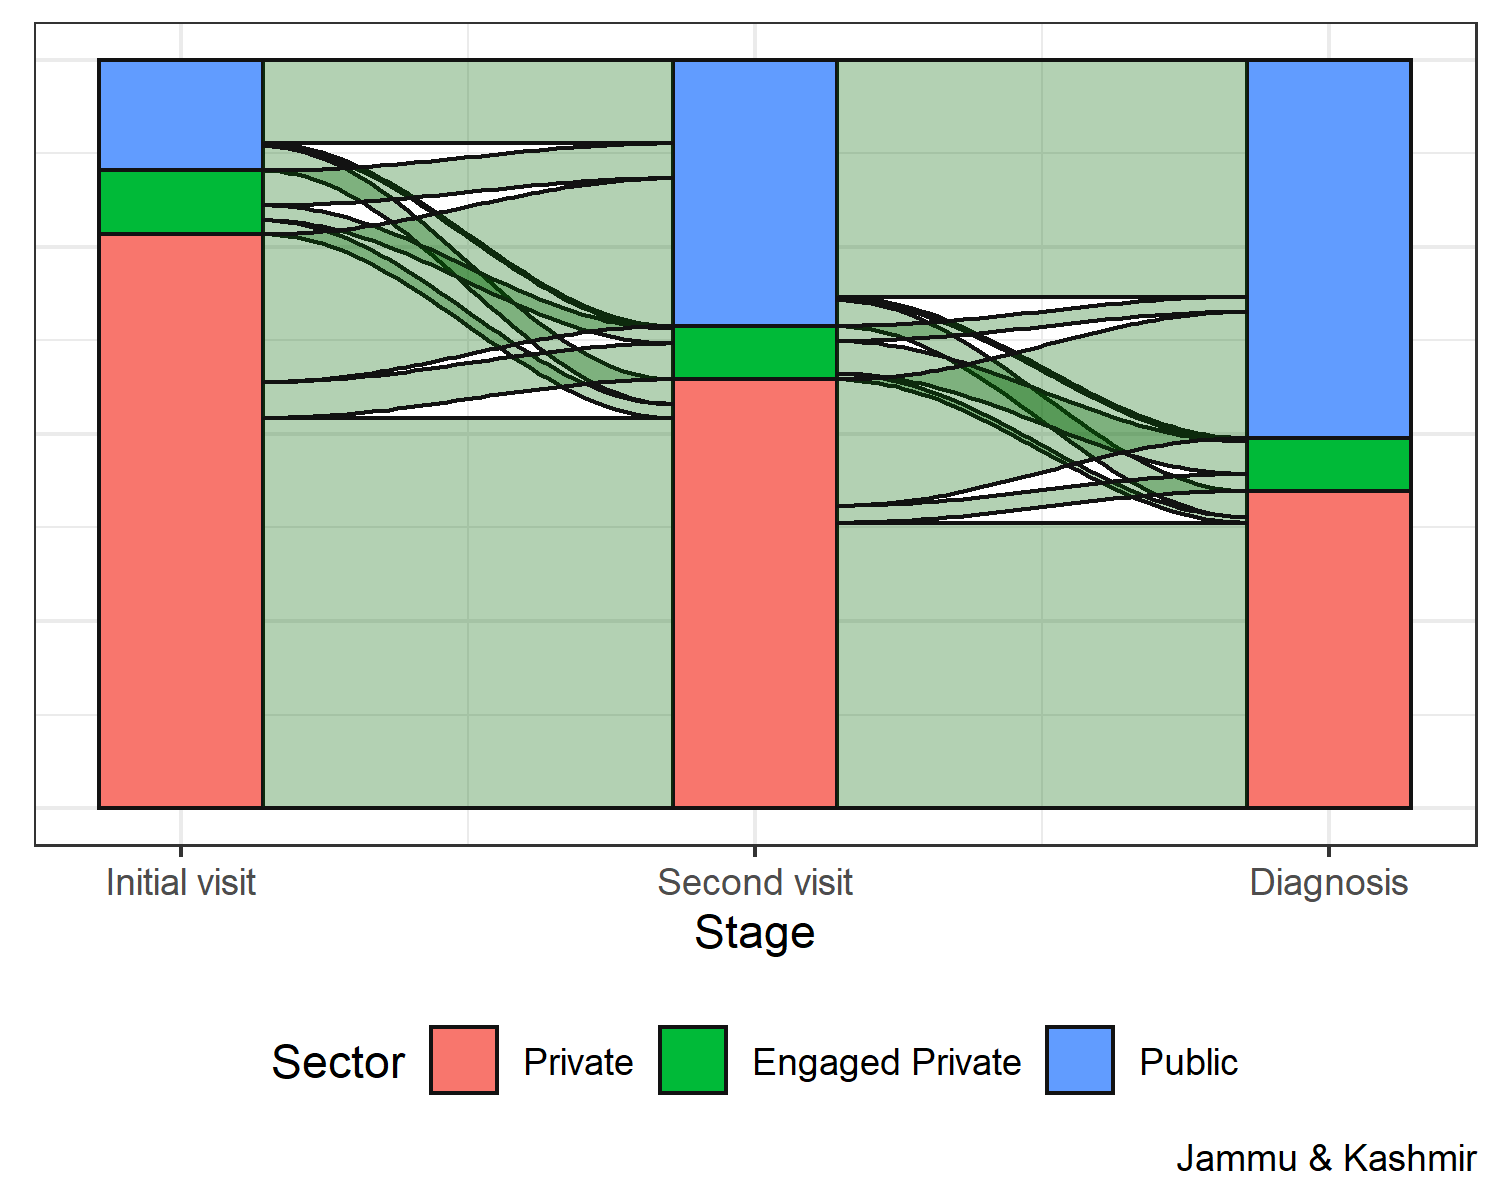 Initial visit Second visit Diagnosis
Stage
Sector Private Engaged Private Public
Jammu & Kashmir